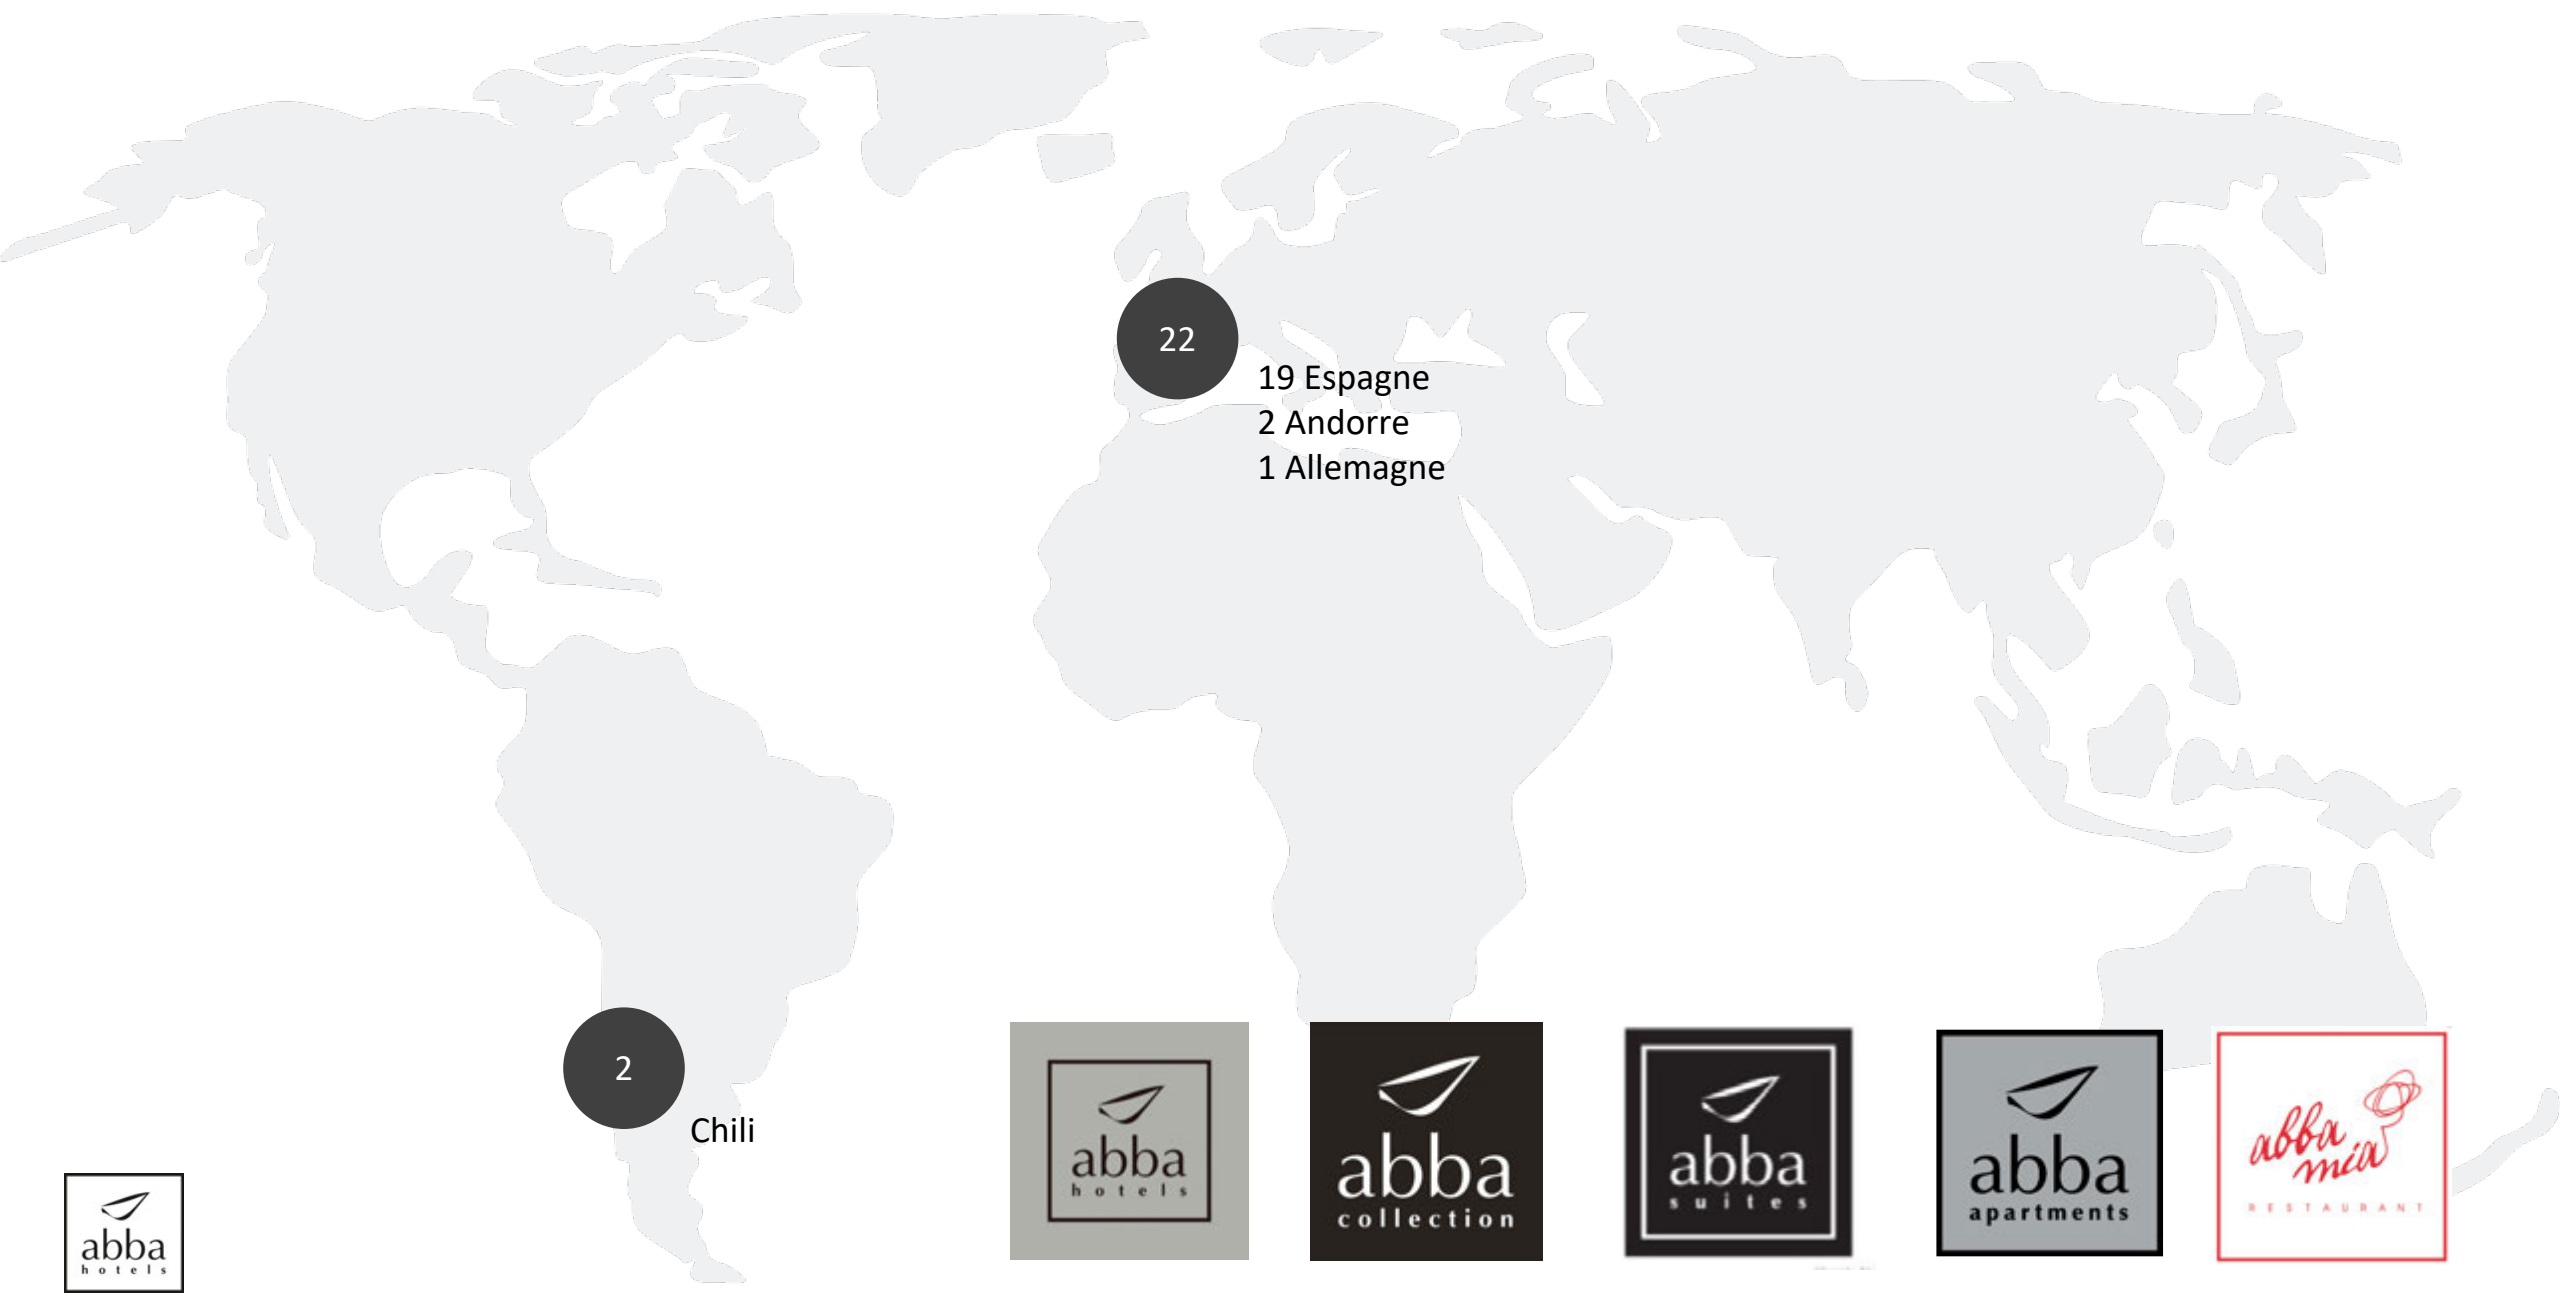 22
19 Espagne
2 Andorre
1 Allemagne
2
Chili
abba
hotels
abba
hotels
abba
collection
abba
suites
abba
apartments
abba
mia
RESTAURANT